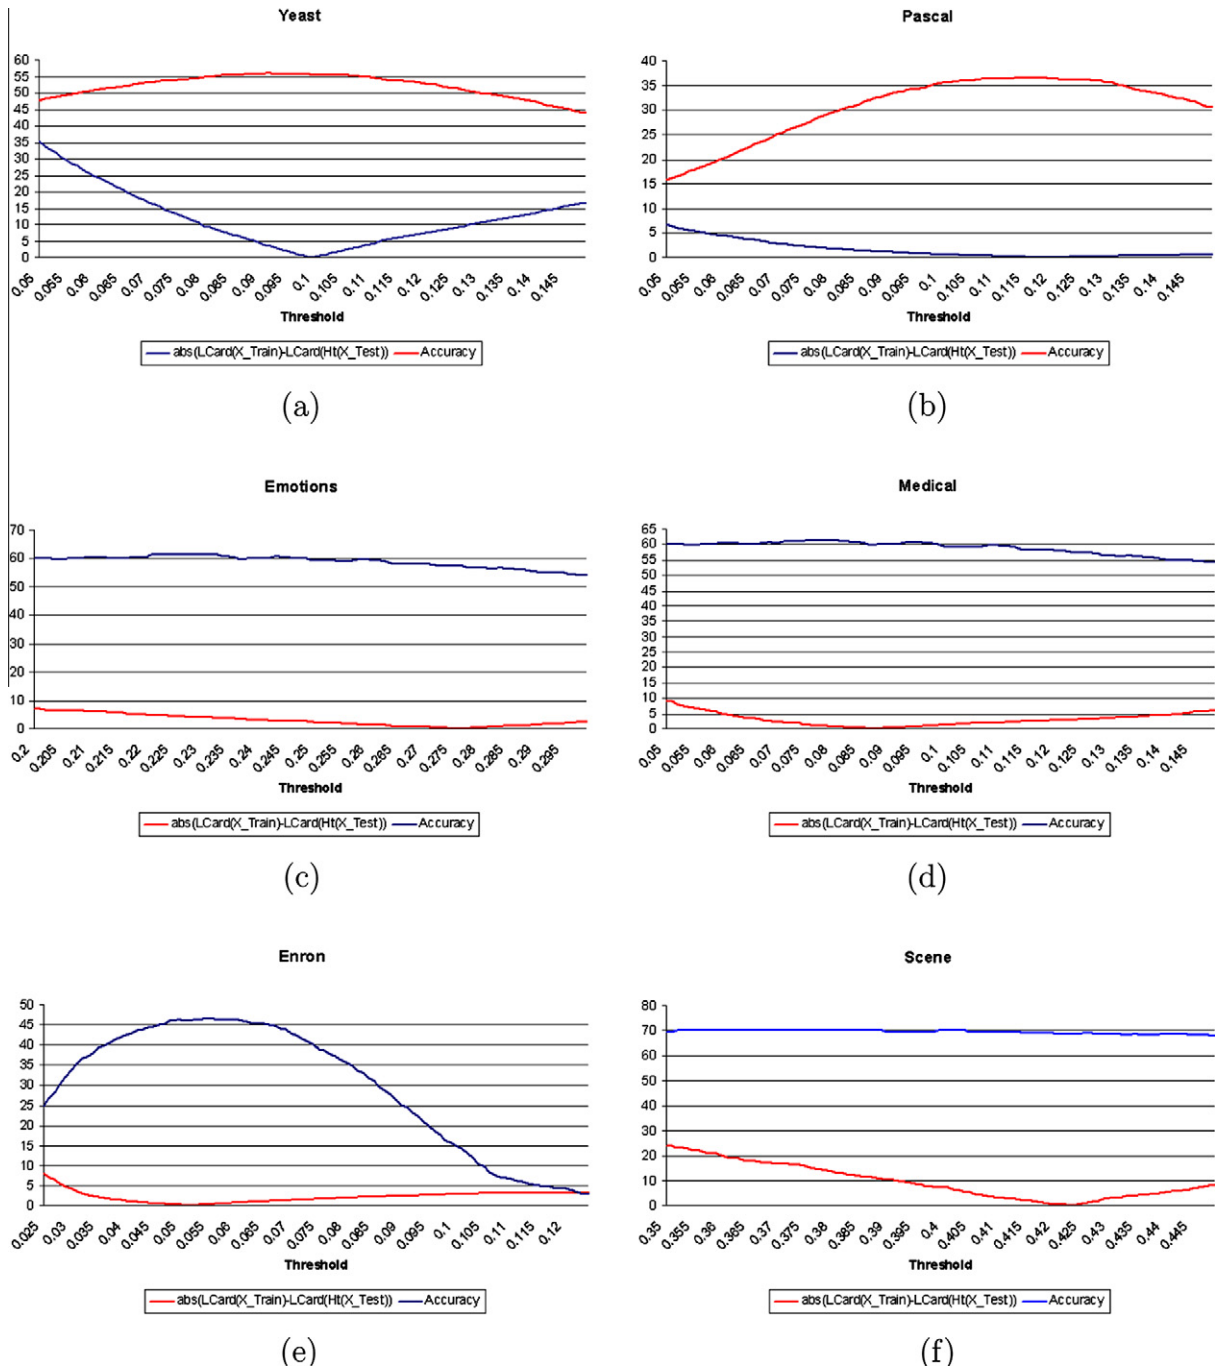 Yeast
60
55
50
45
40
35
30
25
20
15
10
5
0
0.05 0.055 0.06 0.065 0.07 0.075 0.08 0.085 0.09 0.095 0.1 0.105 0.11 0.115 0.12 0.125 0.13 0.135 0.14 0.145
Threshold
abs(LCard(X_Train)-LCard(Ht(X_Test)) Accuracy
(a)
Pascal
40
35
30
25
20
15
10
5
0
0.05 0.055 0.06 0.065 0.07 0.075 0.08 0.085 0.09 0.095 0.1 0.105 0.11 0.115 0.12 0.125 0.13 0.135 0.14 0.145
Threshold
abs(LCard(X_Train)-LCard(Ht(X_Test)) Accuracy
(b)
Emotions
70
60
50
40
30
20
10
0
0.2 0.205 0.21 0.215 0.22 0.225 0.23 0.235 0.24 0.245 0.25 0.255 0.26 0.265 0.27 0.275 0.28 0.285 0.29 0.295
Threshold
abs(LCard(X_Train)-LCard(Ht(X_Test)) Accuracy
(c)
Medical
65
60
55
50
45
40
35
30
25
20
15
10
5
0
0.05 0.055 0.06 0.065 0.07 0.075 0.08 0.085 0.09 0.095 0.1 0.105 0.11 0.115 0.12 0.125 0.13 0.135 0.14 0.145
Threshold
abs(LCard(X_Train)-LCard(Ht(X_Test)) Accuracy
(d)
Enron
50
45
40
35
30
25
20
15
10
5
0
0.025 0.03 0.035 0.04 0.045 0.05 0.055 0.06 0.065 0.07 0.075 0.08 0.085 0.09 0.095 0.1 0.105 0.11 0.115 0.12
Threshold
abs(LCard(X_Train)-LCard(Ht(X_Test)) Accuracy
(e)
Scene
80
70
60
50
40
30
20
10
0
0.35 0.355 0.36 0.365 0.37 0.375 0.38 0.385 0.39 0.395 0.4 0.405 0.41 0.415 0.42 0.425 0.43 0.435 0.44 0.445
Threshold
abs(LCard(X_Train)-LCard(Ht(X_Test)) Accuracy
(f)